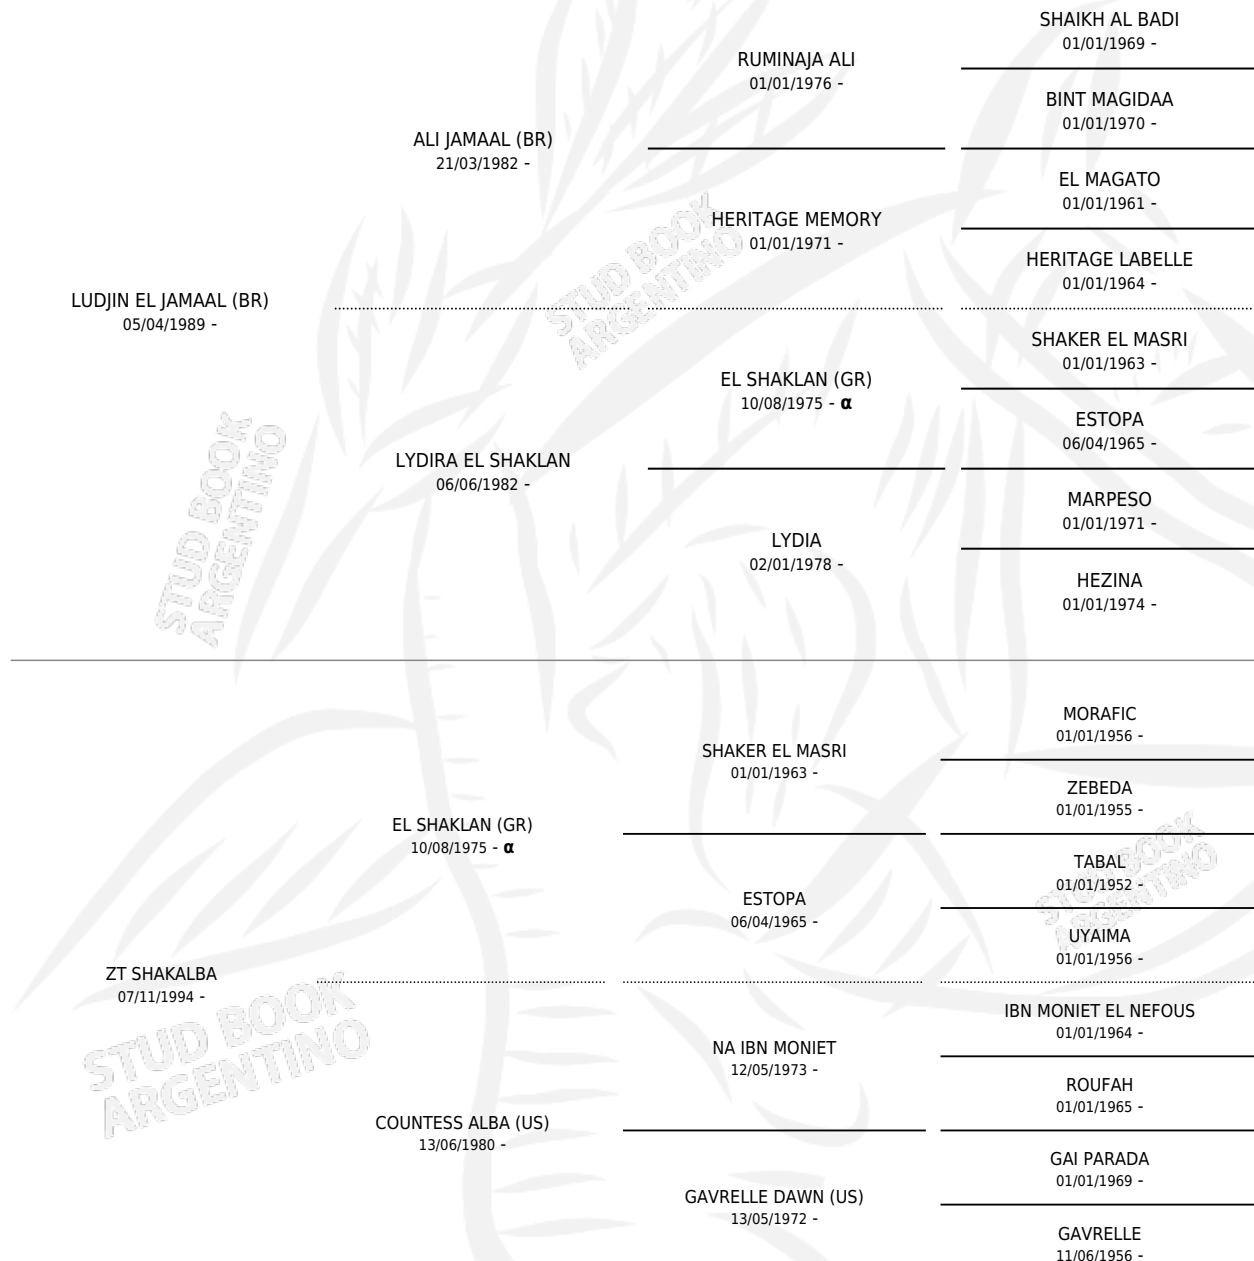 SHAIKH AL BADI
01/01/1969 -
RUMINAJA ALI
01/01/1976 -
BINT MAGIDAA
01/01/1970 -
ALI JAMAAL (BR)
21/03/1982 -
EL MAGATO
01/01/1961 -
HERITAGE MEMORY
01/01/1971 -
HERITAGE LABELLE
01/01/1964 -
LUDJIN EL JAMAAL (BR)
05/04/1989 -
STUD BOOK
ARGENTINO
SHAKER EL MASRI
01/01/1963 -
EL SHAKLAN (GR)
10/08/1975 - α
ESTOPA
06/04/1965 -
LYDIRA EL SHAKLAN
06/06/1982 -
MARPESO
01/01/1971 -
LYDIA
02/01/1978 -
HEZINA
01/01/1974 -
STUD BOOK
ARGENTINO
MORAFIC
01/01/1956 -
SHAKER EL MASRI
01/01/1963 -
ZEBEDA
01/01/1955 -
EL SHAKLAN (GR)
10/08/1975 - α
TABAL
01/01/1952 -
ESTOPA
06/04/1965 -
UYAIMA
01/01/1956 -
STUD BOOK
ARGENTINO
ZT SHAKALBA
07/11/1994 -
IBN MONIET EL NEFOUS
01/01/1964 -
NA IBN MONIET
12/05/1973 -
ROUFAH
01/01/1965 -
STUD BOOK
ARGENTINO
COUNTESS ALBA (US)
13/06/1980 -
GAI PARADA
01/01/1969 -
GAVRELLE DAWN (US)
13/05/1972 -
GAVRELLE
11/06/1956 -